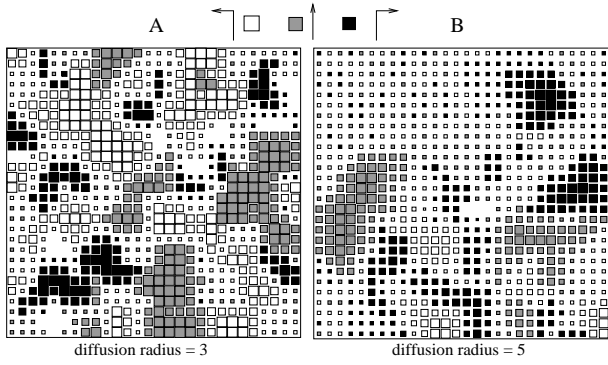 A
B
diffusion radius = 3
diffusion radius = 5